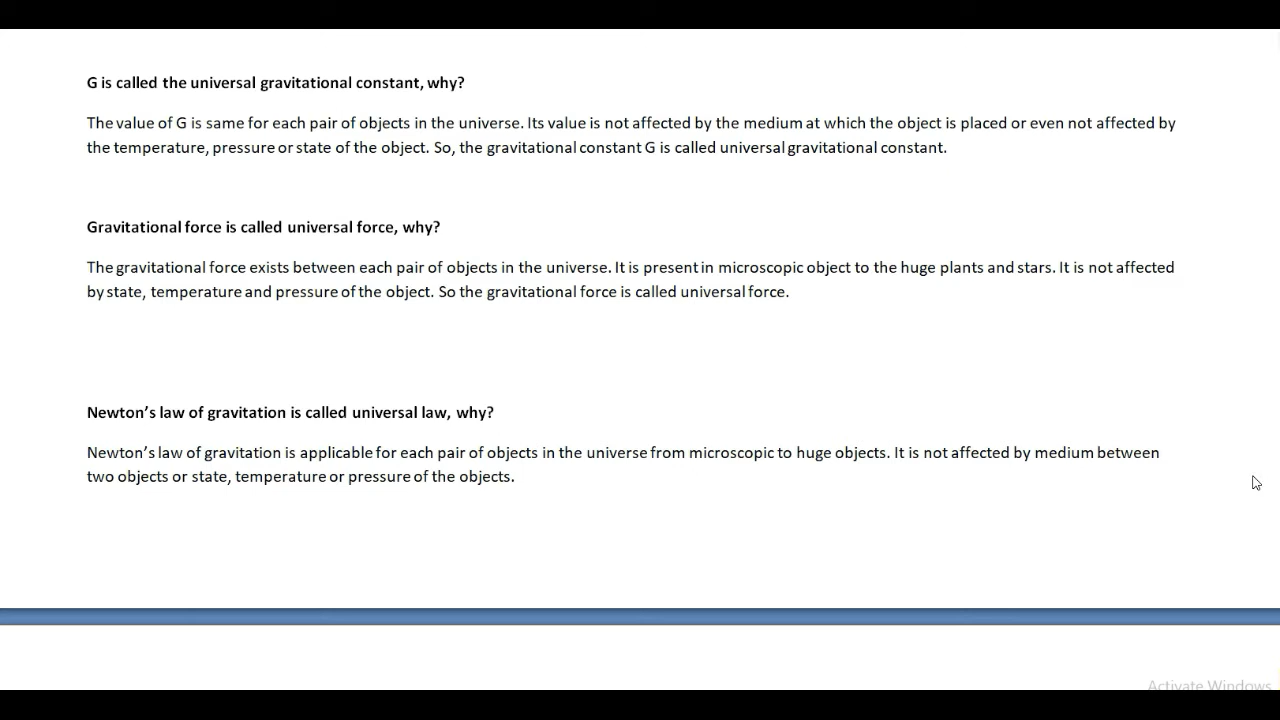 G is called the universal gravitational constant, why?
The value of G is same for each pair of objects in the universe. Its value is not affected by the medium at which the object is placed or even not affected by
the temperature, pressure or state of the object. So, the gravitational constant G is called universal gravitational constant.
Gravitational force is called universal force, why?
The gravitational force exists between each pair of objects in the universe. It is present in microscopic object to the huge plants and stars. It is not affected
by state, temperature and pressure of the object. So the gravitational force is called universal force.
Newton’s law of gravitation is called universal law, why?
Newton’s law of gravitation is applicable for each pair of objects in the universe from microscopic to huge objects. It is not affected by medium between
two objects or state, temperature or pressure of the objects.
Activate Windows